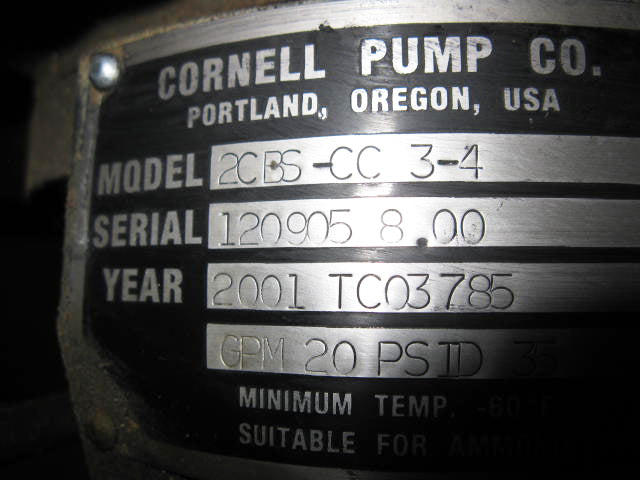 CORNELL PUMP CO.
PORTLAND, OREGON, USA
MODEL 2CBS-CC 3-4
SERIAL 120905 8.00
YEAR 2001 TC03785
GPM 20 PSID 35
MINIMUM TEMP. -60°F
SUITABLE FOR